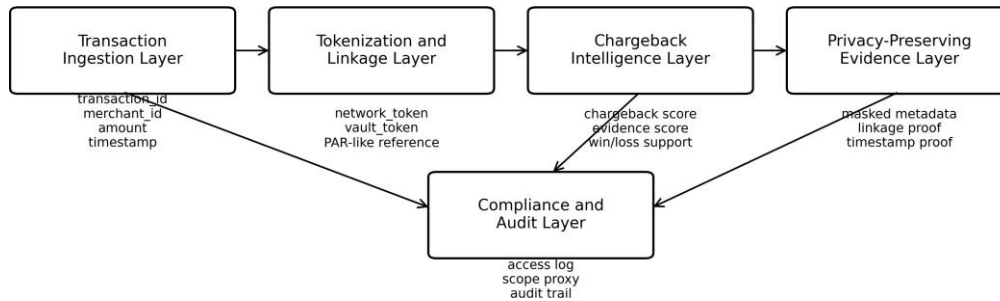 Transaction
Ingestion Layer
Tokenization and
Linkage Layer
Chargeback
Intelligence Layer
Privacy-Preserving
Evidence Layer
transaction_id
merchant_id
amount
timestamp
network_token
vault_token
PAR-like reference
chargeback score
evidence score
win/loss support
masked metadata
linkage proof
timestamp proof
Compliance and
Audit Layer
access log
scope proxy
audit trail